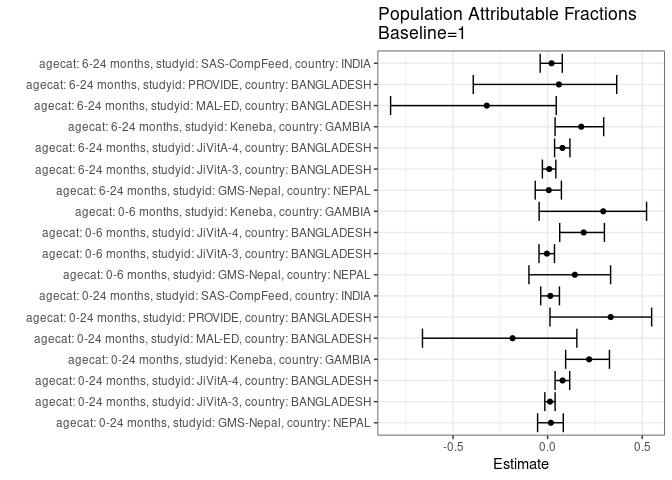 Population Attributable Fractions
Baseline=1
agecat: 6-24 months, studyid: SAS-CompFeed, country: INDIA
agecat: 6-24 months, studyid: PROVIDE, country: BANGLADESH
agecat: 6-24 months, studyid: MAL-ED, country: BANGLADESH
agecat: 6-24 months, studyid: Keneba, country: GAMBIA
agecat: 6-24 months, studyid: JiVitA-4, country: BANGLADESH
agecat: 6-24 months, studyid: JiVitA-3, country: BANGLADESH
agecat: 6-24 months, studyid: GMS-Nepal, country: NEPAL
agecat: 0-6 months, studyid: Keneba, country: GAMBIA
agecat: 0-6 months, studyid: JiVitA-4, country: BANGLADESH
agecat: 0-6 months, studyid: JiVitA-3, country: BANGLADESH
agecat: 0-6 months, studyid: GMS-Nepal, country: NEPAL
agecat: 0-24 months, studyid: SAS-CompFeed, country: INDIA
agecat: 0-24 months, studyid: PROVIDE, country: BANGLADESH
agecat: 0-24 months, studyid: MAL-ED, country: BANGLADESH
agecat: 0-24 months, studyid: Keneba, country: GAMBIA
agecat: 0-24 months, studyid: JiVitA-4, country: BANGLADESH
agecat: 0-24 months, studyid: JiVitA-3, country: BANGLADESH
agecat: 0-24 months, studyid: GMS-Nepal, country: NEPAL
-0.5 0.0 0.5
Estimate